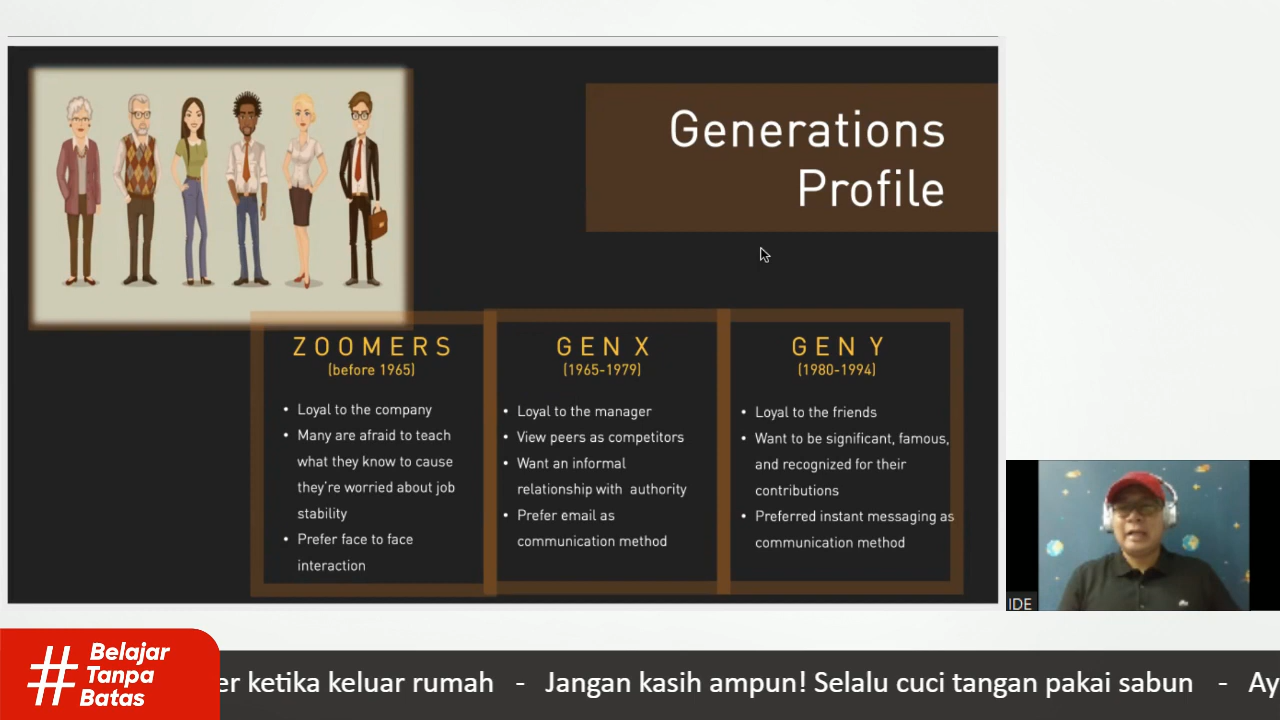 Generations
Profile
ZOOMERS
(before 1965)
• Loyal to the company
• Many are afraid to teach
what they know to cause
they're worried about job
stability
• Prefer face to face
interaction
GEN X
(1965-1979)
• Loyal to the manager
• View peers as competitors
• Want an informal
relationship with authority
• Prefer email as
communication method
GEN Y
(1980-1994)
• Loyal to the friends
• Want to be significant, famous,
and recognized for their
contributions
• Preferred instant messaging as
communication method
IDE
# Belajar
Tanpa
Batas
er ketika keluar rumah - Jangan kasih ampun! Selalu cuci tangan pakai sabun - Ay